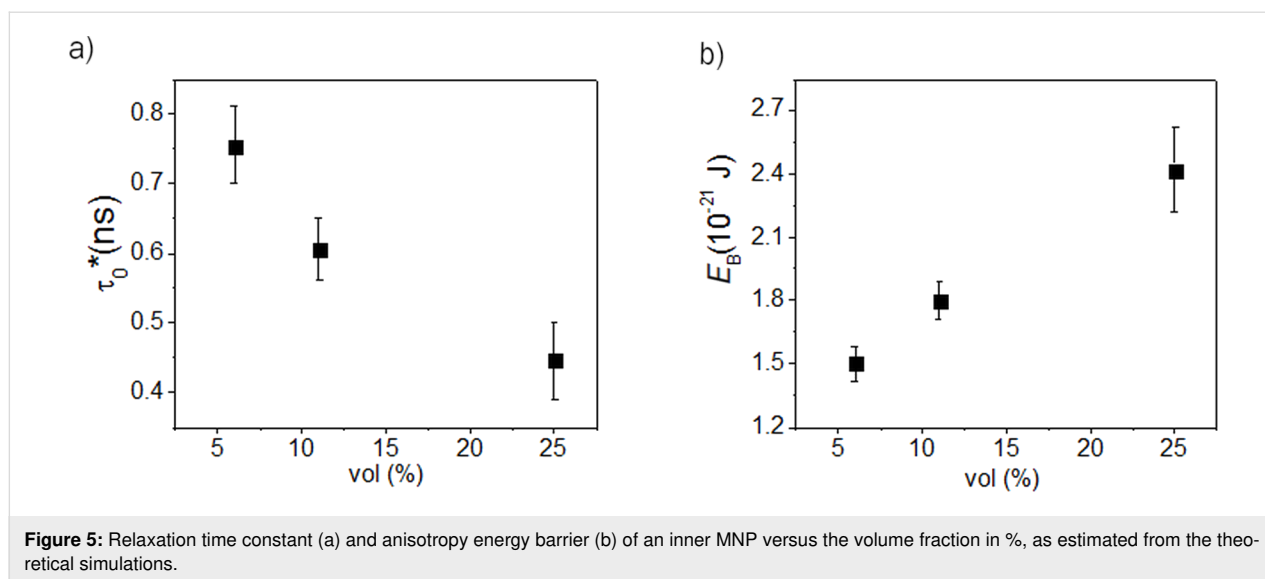 a)
0.8
0.7
0.6
0.5
0.4
τ0*(ns)
5 10 15 20 25
vol (%)
b)
2.7
2.4
2.1
1.8
1.5
1.2
EB(10-21 J)
5 10 15 20 25
vol (%)
Figure 5: Relaxation time constant (a) and anisotropy energy barrier (b) of an inner MNP versus the volume fraction in %, as estimated from the theo-
retical simulations.